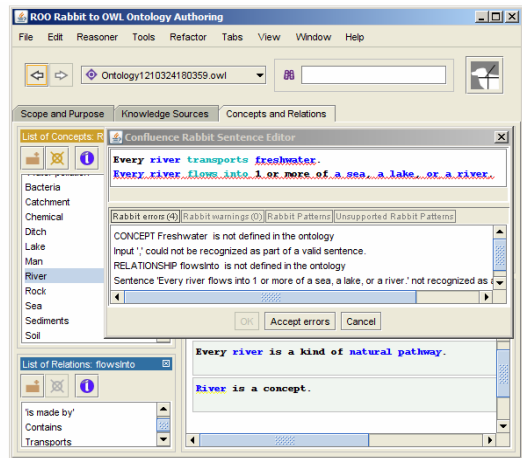 ROO Rabbit to OWL Ontology Authoring
File Edit Reasoner Tools Refactor Tabs View Window Help
Ontology1210324180359.owl
Scope and Purpose Knowledge Sources Concepts and Relations
List of Concepts: R
Confluence Rabbit Sentence Editor
Every river transports freshwater.
Every river flows into 1 or more of a sea, a lake, or a river.
Rabbit errors (4) Rabbit warnings (0) Rabbit Patterns Unsupported Rabbit Patterns
CONCEPT Freshwater is not defined in the ontology
Input ',' could not be recognized as part of a valid sentence.
RELATIONSHIP flowsInto is not defined in the ontology
Sentence 'Every river flows into 1 or more of a sea, a lake, or a river.' not recognized as
OK Accept errors Cancel
Bacteria
Catchment
Chemical
Ditch
Lake
Man
River
Rock
Sea
Sediments
Soil
Every river is a kind of natural pathway.
River is a concept.
List of Relations: flowsInto
'is made by'
Contains
Transports